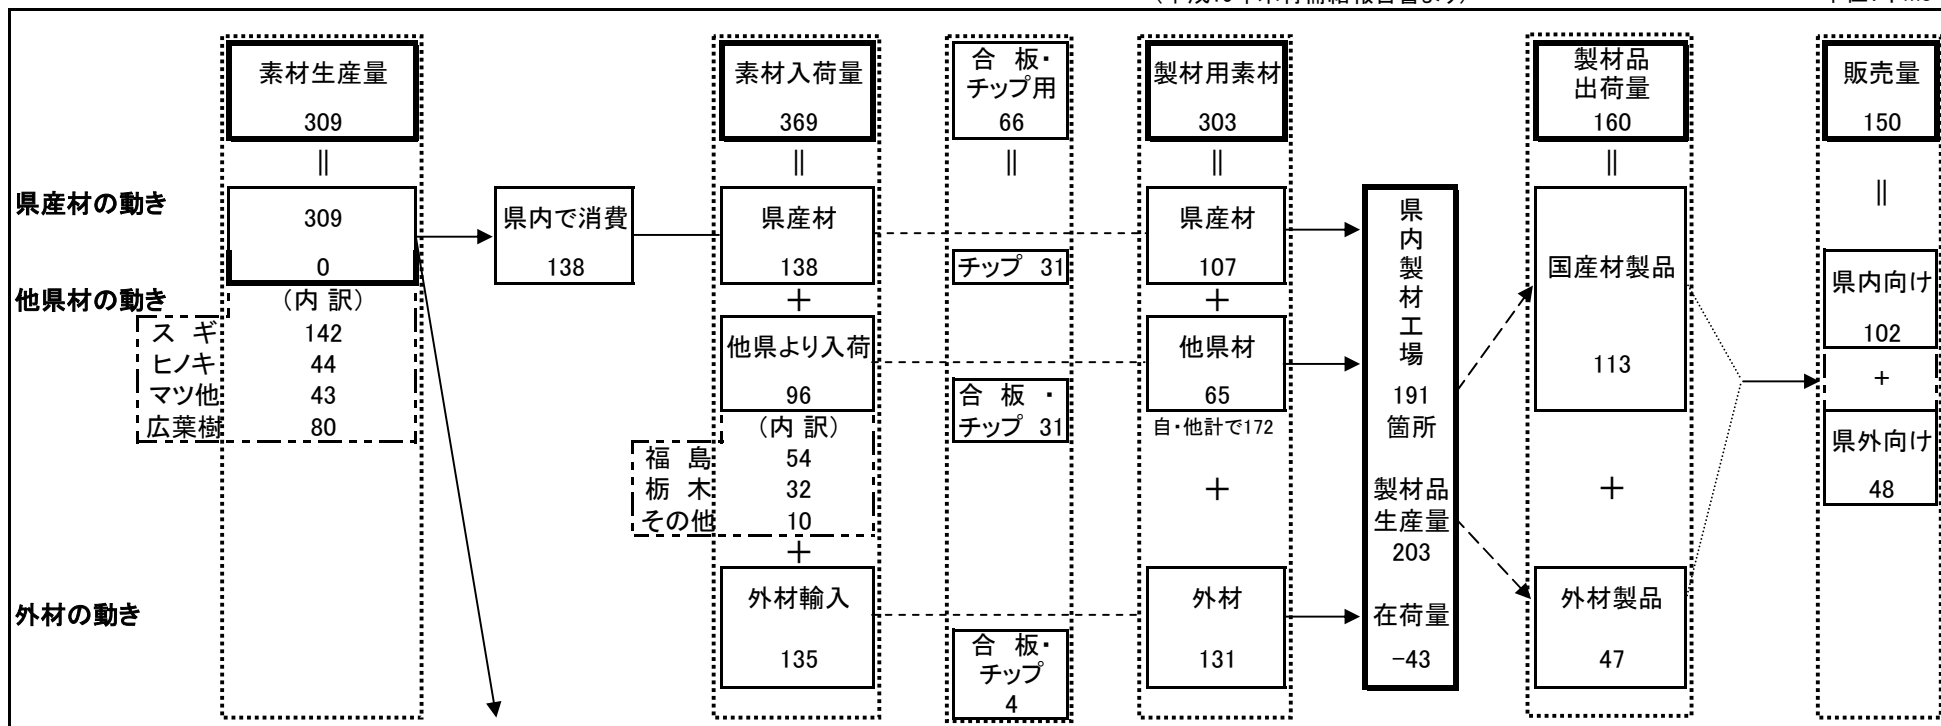 素材生産量
309
||
309
0
(内 訳)
ス ギ 142
ヒノキ 44
マツ他 43
広葉樹 80
県産材の動き
他県材の動き
外材の動き
県内で消費
138
素材入荷量
369
||
県産材
138
+
他県より入荷
96
(内 訳)
福 島 54
栃 木 32
その他 10
+
外材輸入
135
合 板・
チップ用
66
||
チップ 31
合 板 ・
チップ 31
合 板・
チップ
4
製材用素材
303
||
県産材
107
+
他県材
65
自・他計で172
+
外材
131
県内製材工場
191
箇所
製材品
生産量
203
在荷量
-43
製材品
出荷量
160
||
国産材製品
113
+
外材製品
47
販売量
150
||
県内向け
102
+
県外向け
48